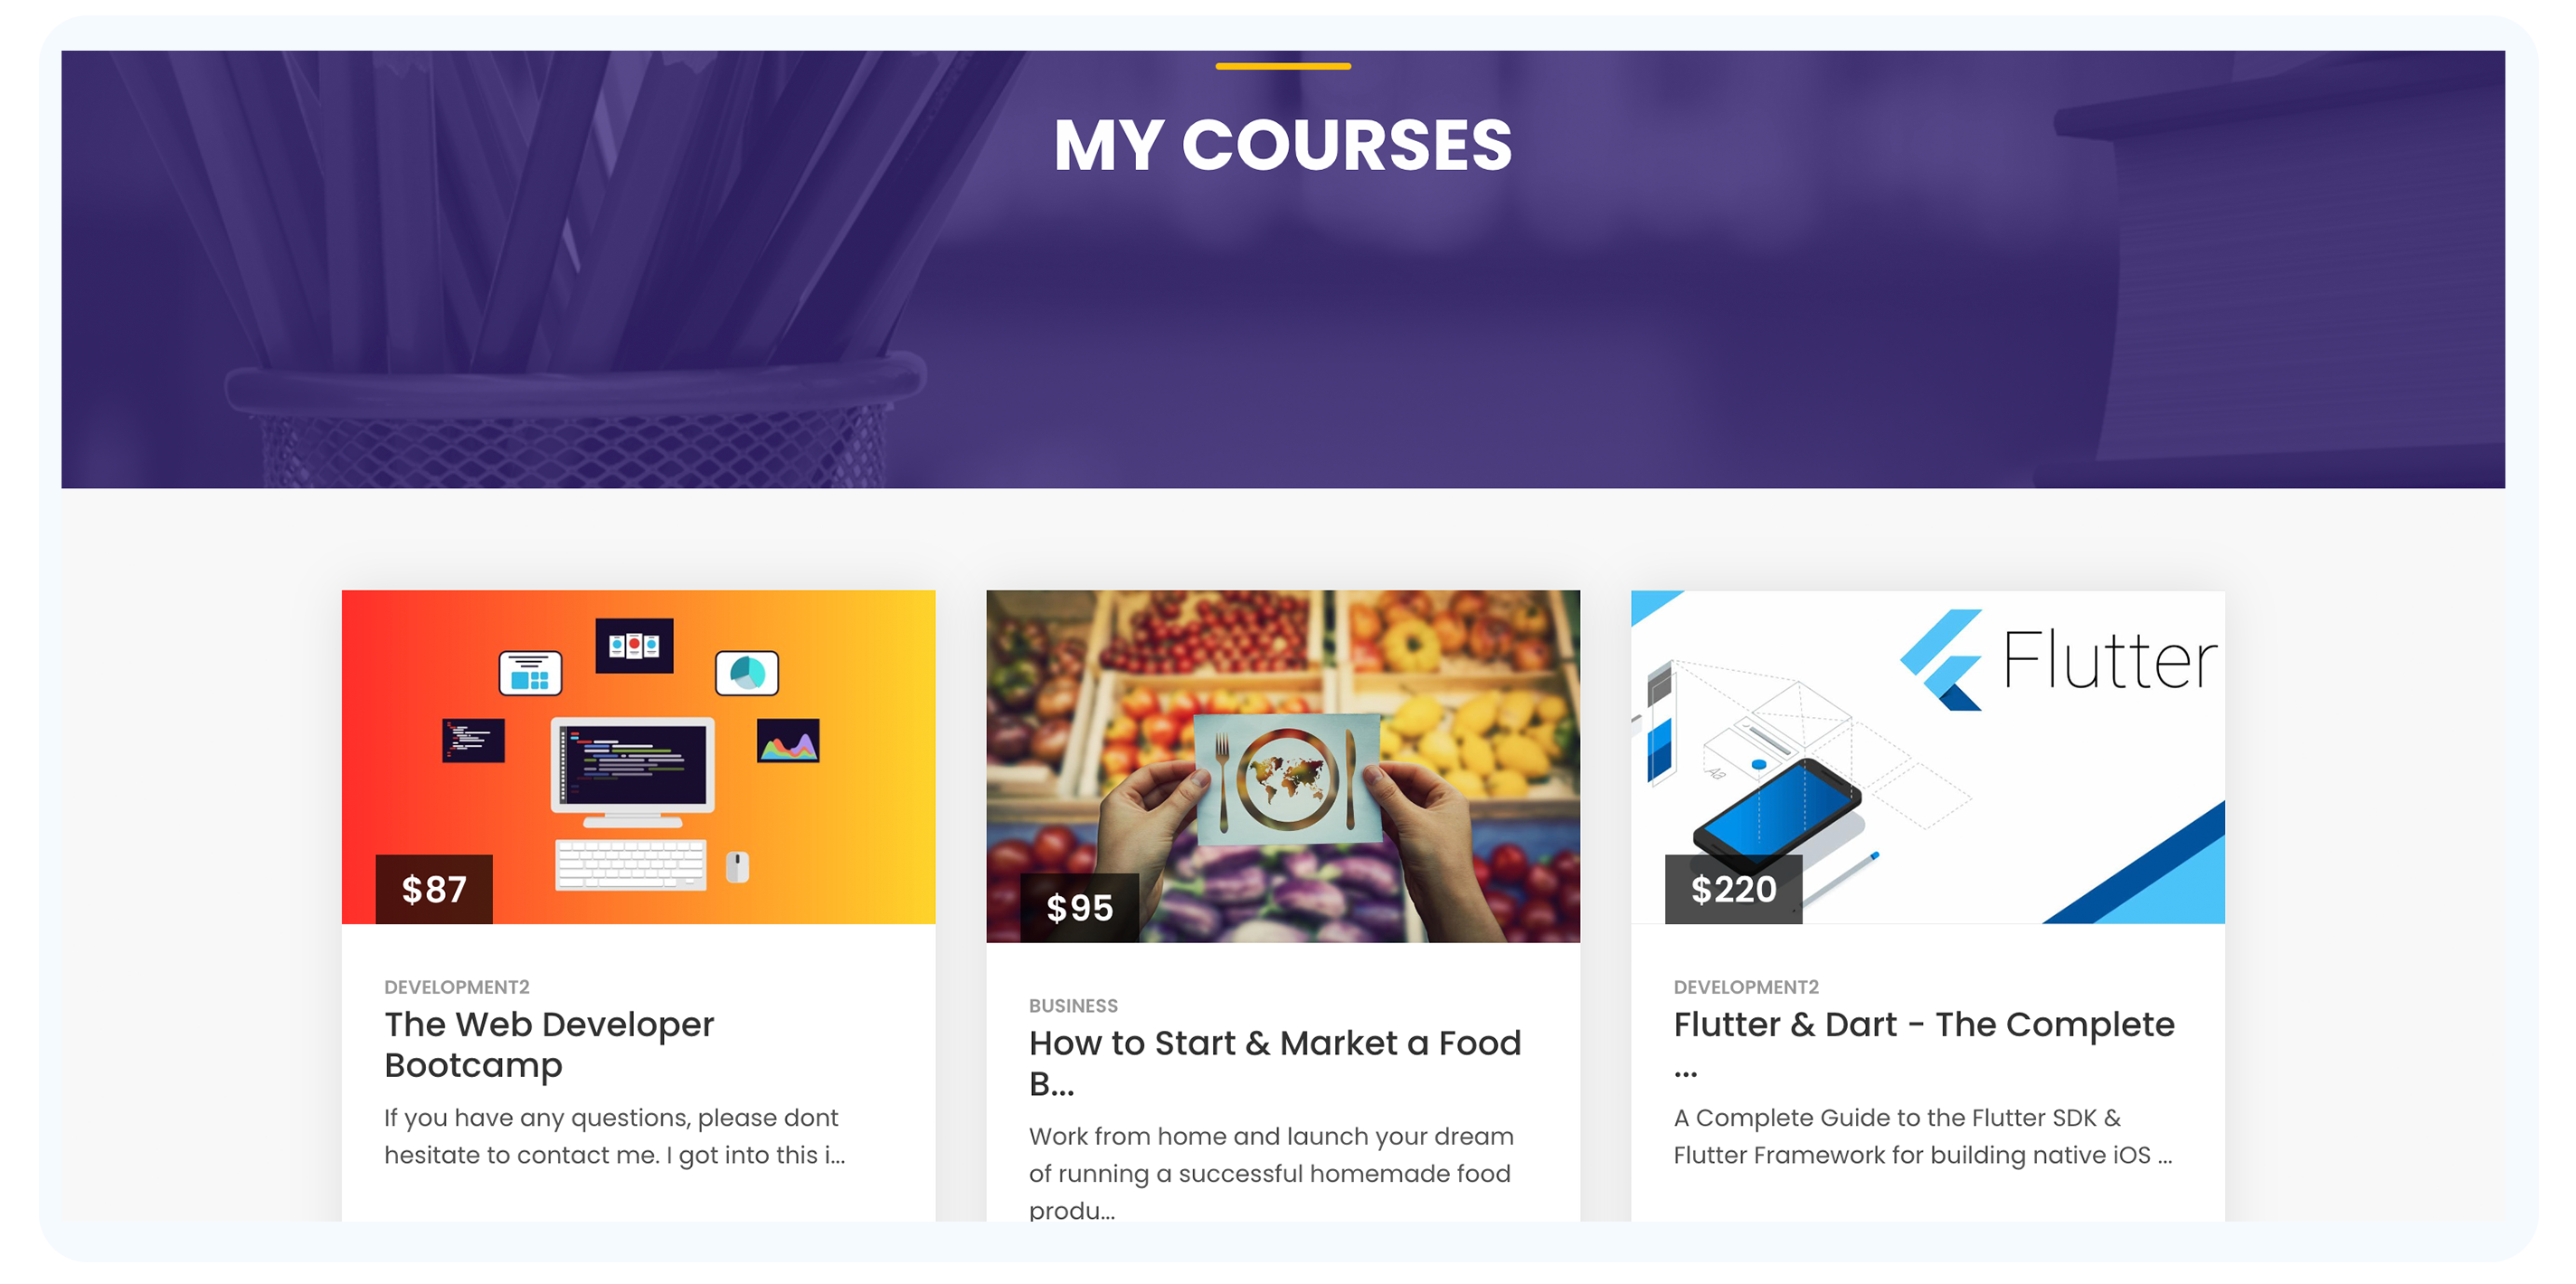 MY COURSES
Flutter
Aa
$87
$95
$220
DEVELOPMENT2
The Web Developer
Bootcamp
If you have any questions, please dont
hesitate to contact me. I got into this i...
BUSINESS
How to Start & Market a Food
B...
Work from home and launch your dream
of running a successful homemade food
produ...
DEVELOPMENT2
Flutter & Dart - The Complete
...
A Complete Guide to the Flutter SDK &
Flutter Framework for building native iOS ...